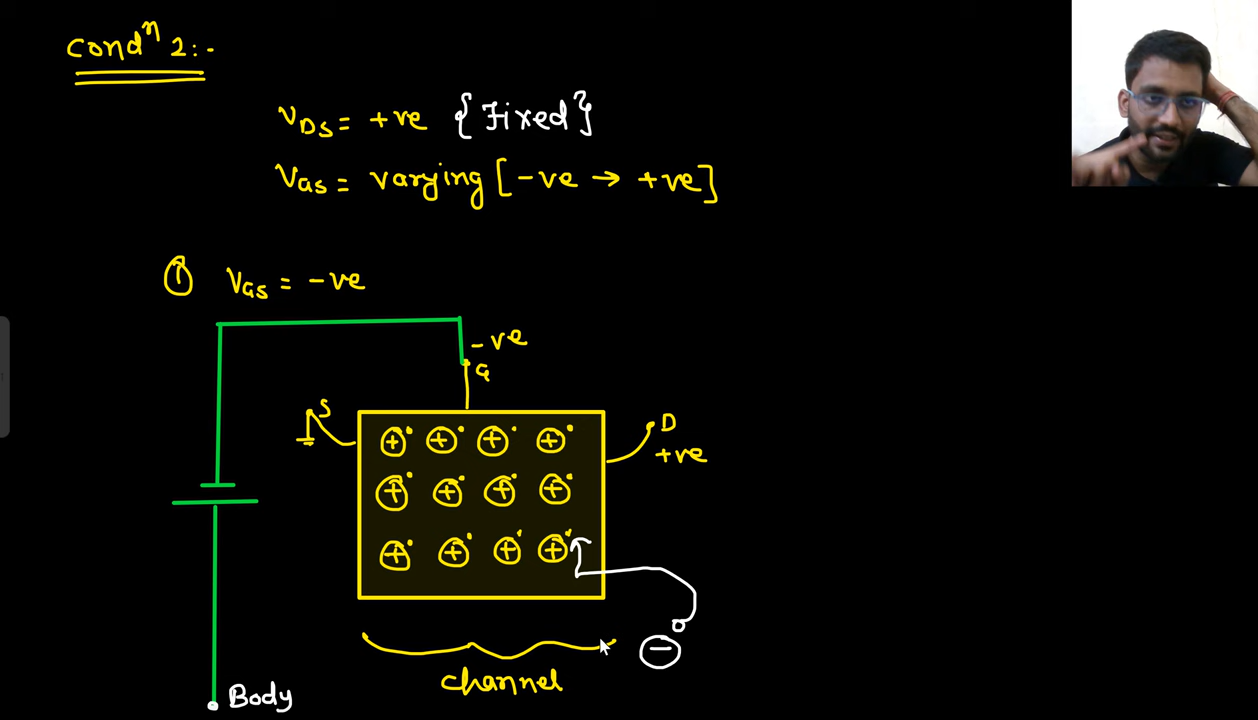 Condⁿ 2:-
VDS = +ve {Fixed}
VGS = varying [-ve → +ve]
① VGS = -ve
-ve
G
S
D
+ve
+ + + +
+ + + +
+ + + +
−
channel
Body